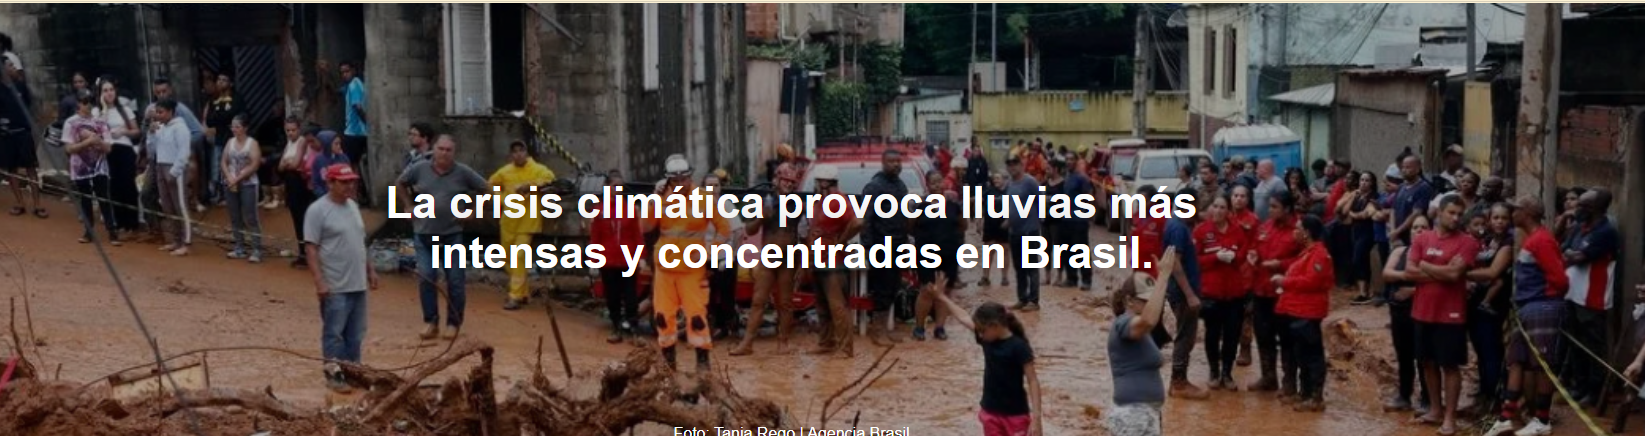 La crisis climática provoca lluvias más
intensas y concentradas en Brasil.
Foto: Tania Rego | Agencia Brasil